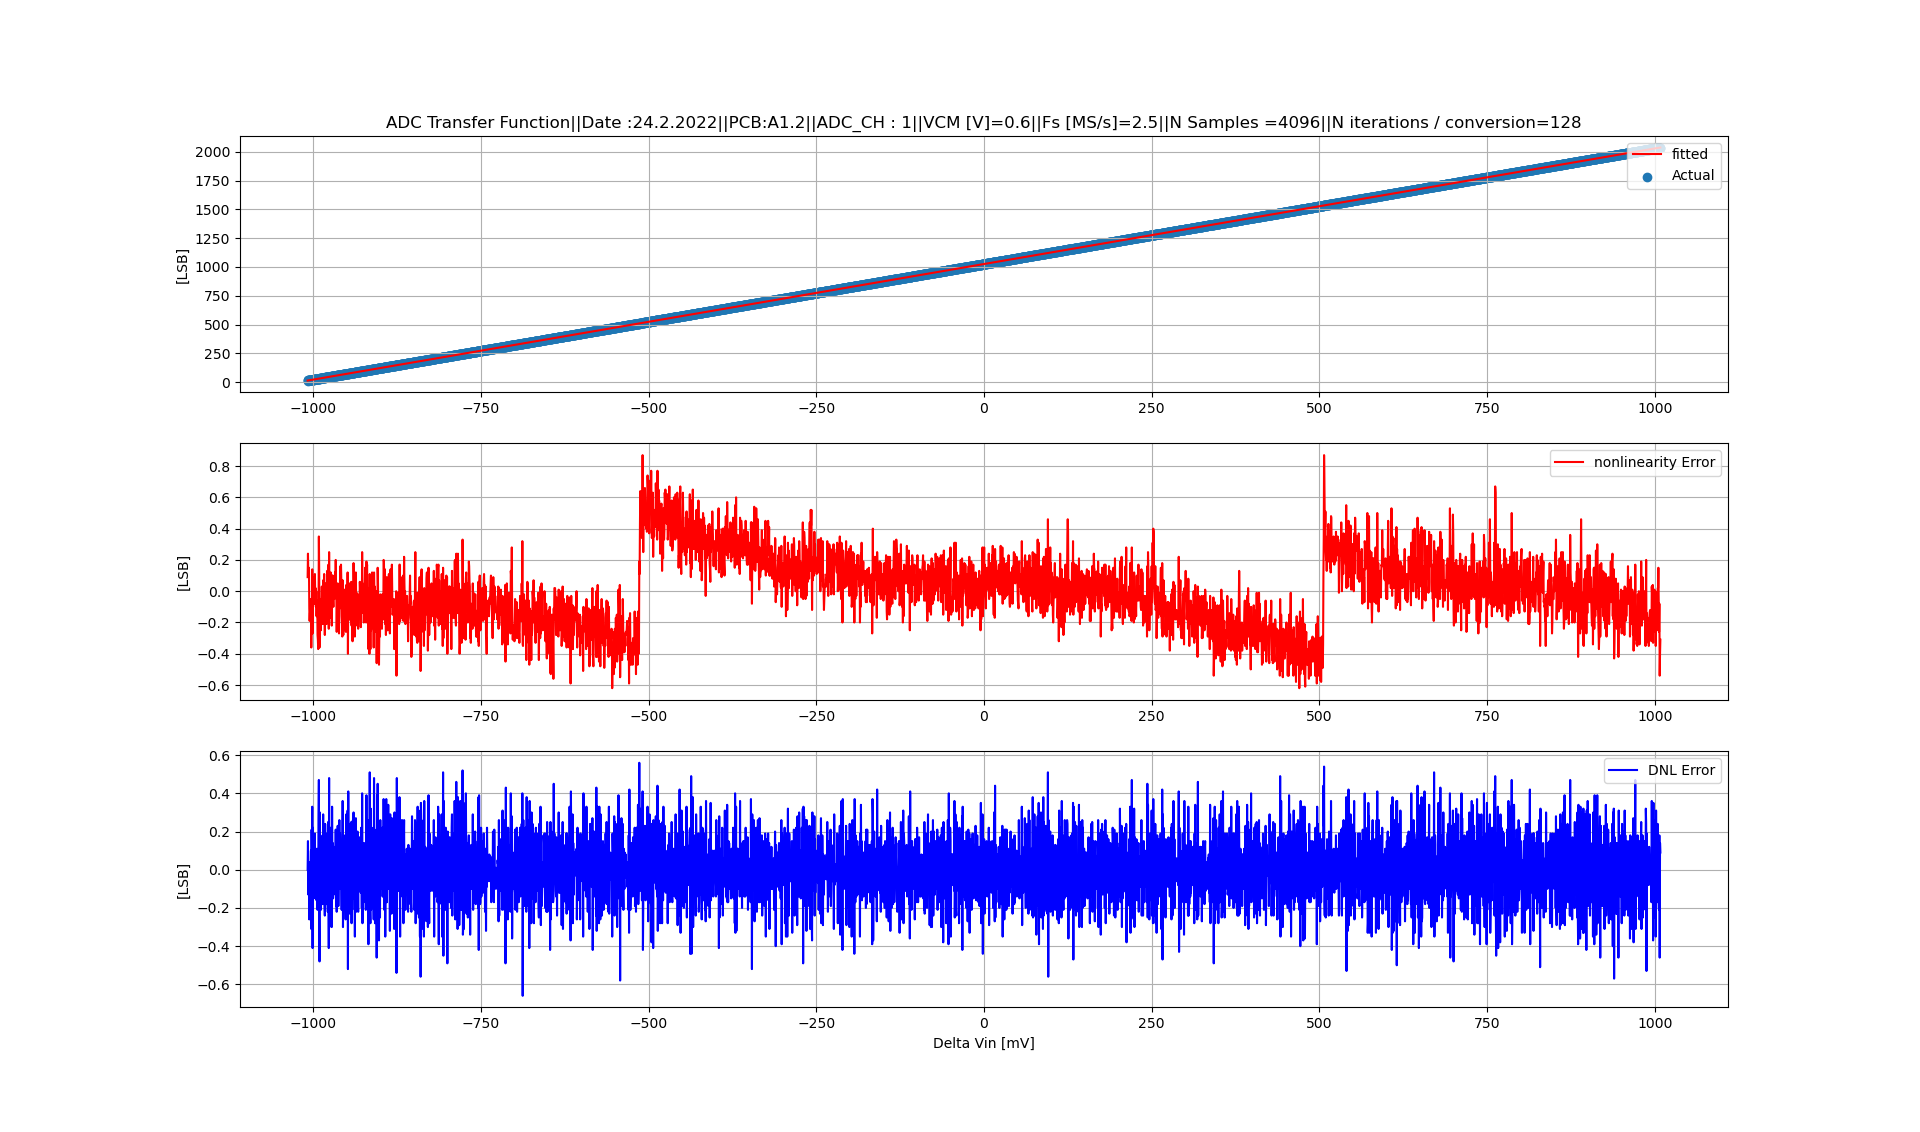 ADC Transfer Function||Date :24.2.2022||PCB:A1.2||ADC_CH : 1||VCM [V]=0.6||Fs [MS/s]=2.5||N Samples =4096||N iterations / conversion=128
2000
1750
1500
1250
1000
750
500
250
0
[LSB]
fitted
Actual
−1000 −750 −500 −250 0 250 500 750 1000
0.8
0.6
0.4
0.2
0.0
−0.2
−0.4
−0.6
[LSB]
nonlinearity Error
−1000 −750 −500 −250 0 250 500 750 1000
0.6
0.4
0.2
0.0
−0.2
−0.4
−0.6
[LSB]
DNL Error
−1000 −750 −500 −250 0 250 500 750 1000
Delta Vin [mV]